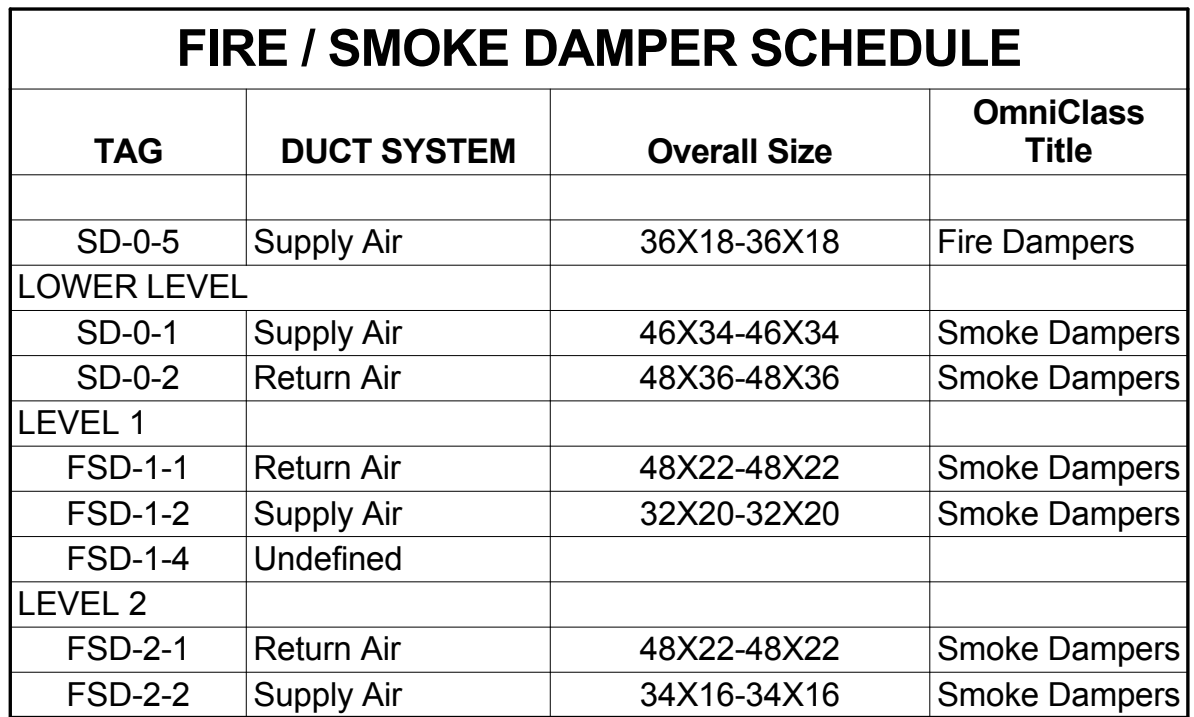 FIRE / SMOKE DAMPER SCHEDULE
TAG DUCT SYSTEM Overall Size OmniClass Title
SD-0-5 Supply Air 36X18-36X18 Fire Dampers
LOWER LEVEL
SD-0-1 Supply Air 46X34-46X34 Smoke Dampers
SD-0-2 Return Air 48X36-48X36 Smoke Dampers
LEVEL 1
FSD-1-1 Return Air 48X22-48X22 Smoke Dampers
FSD-1-2 Supply Air 32X20-32X20 Smoke Dampers
FSD-1-4 Undefined
LEVEL 2
FSD-2-1 Return Air 48X22-48X22 Smoke Dampers
FSD-2-2 Supply Air 34X16-34X16 Smoke Dampers